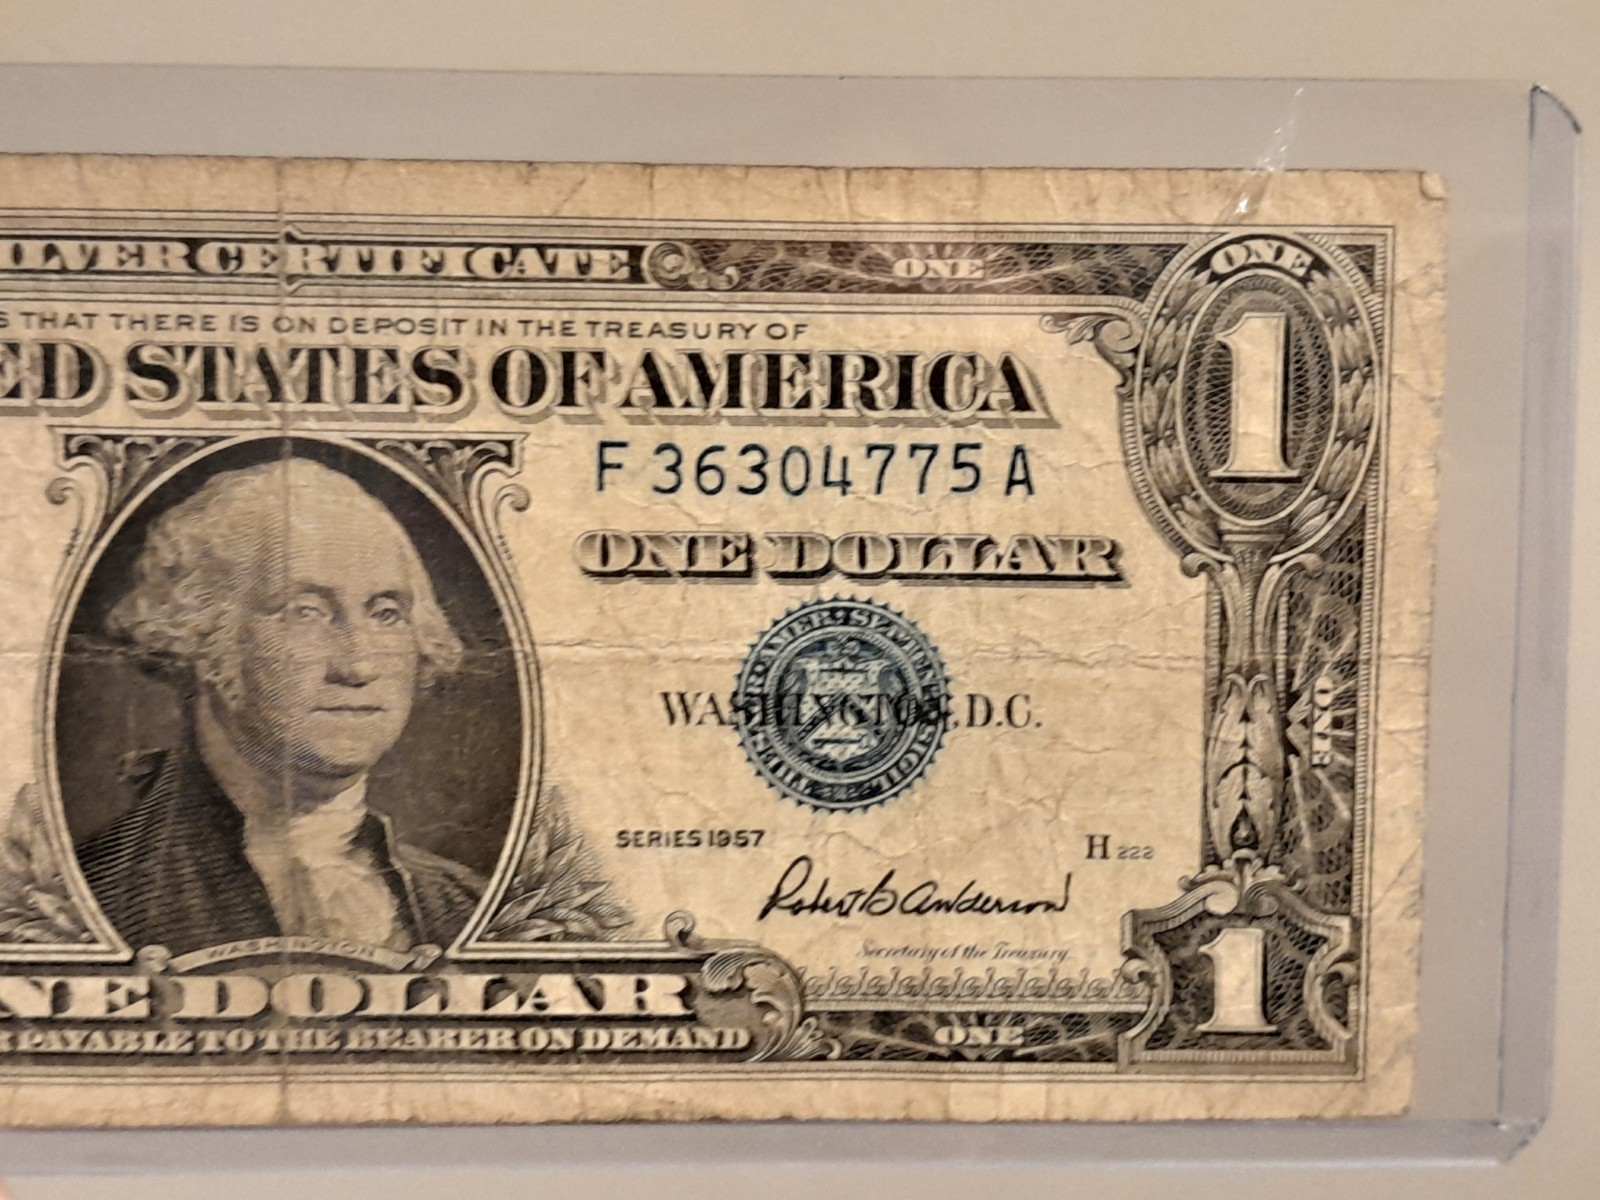 ILVER CERTIFICATE ONE
ONE
1
S THAT THERE IS ON DEPOSIT IN THE TREASURY OF
ED STATES OF AMERICA
F 36304775 A
ONE DOLLAR
WASHINGTON, D.C.
ONE
SERIES 1957
H 222
Robert B Anderson
Secretary of the Treasury.
WASHINGTON
NE DOLLAR
R PAYABLE TO THE BEARER ON DEMAND
ONE
1